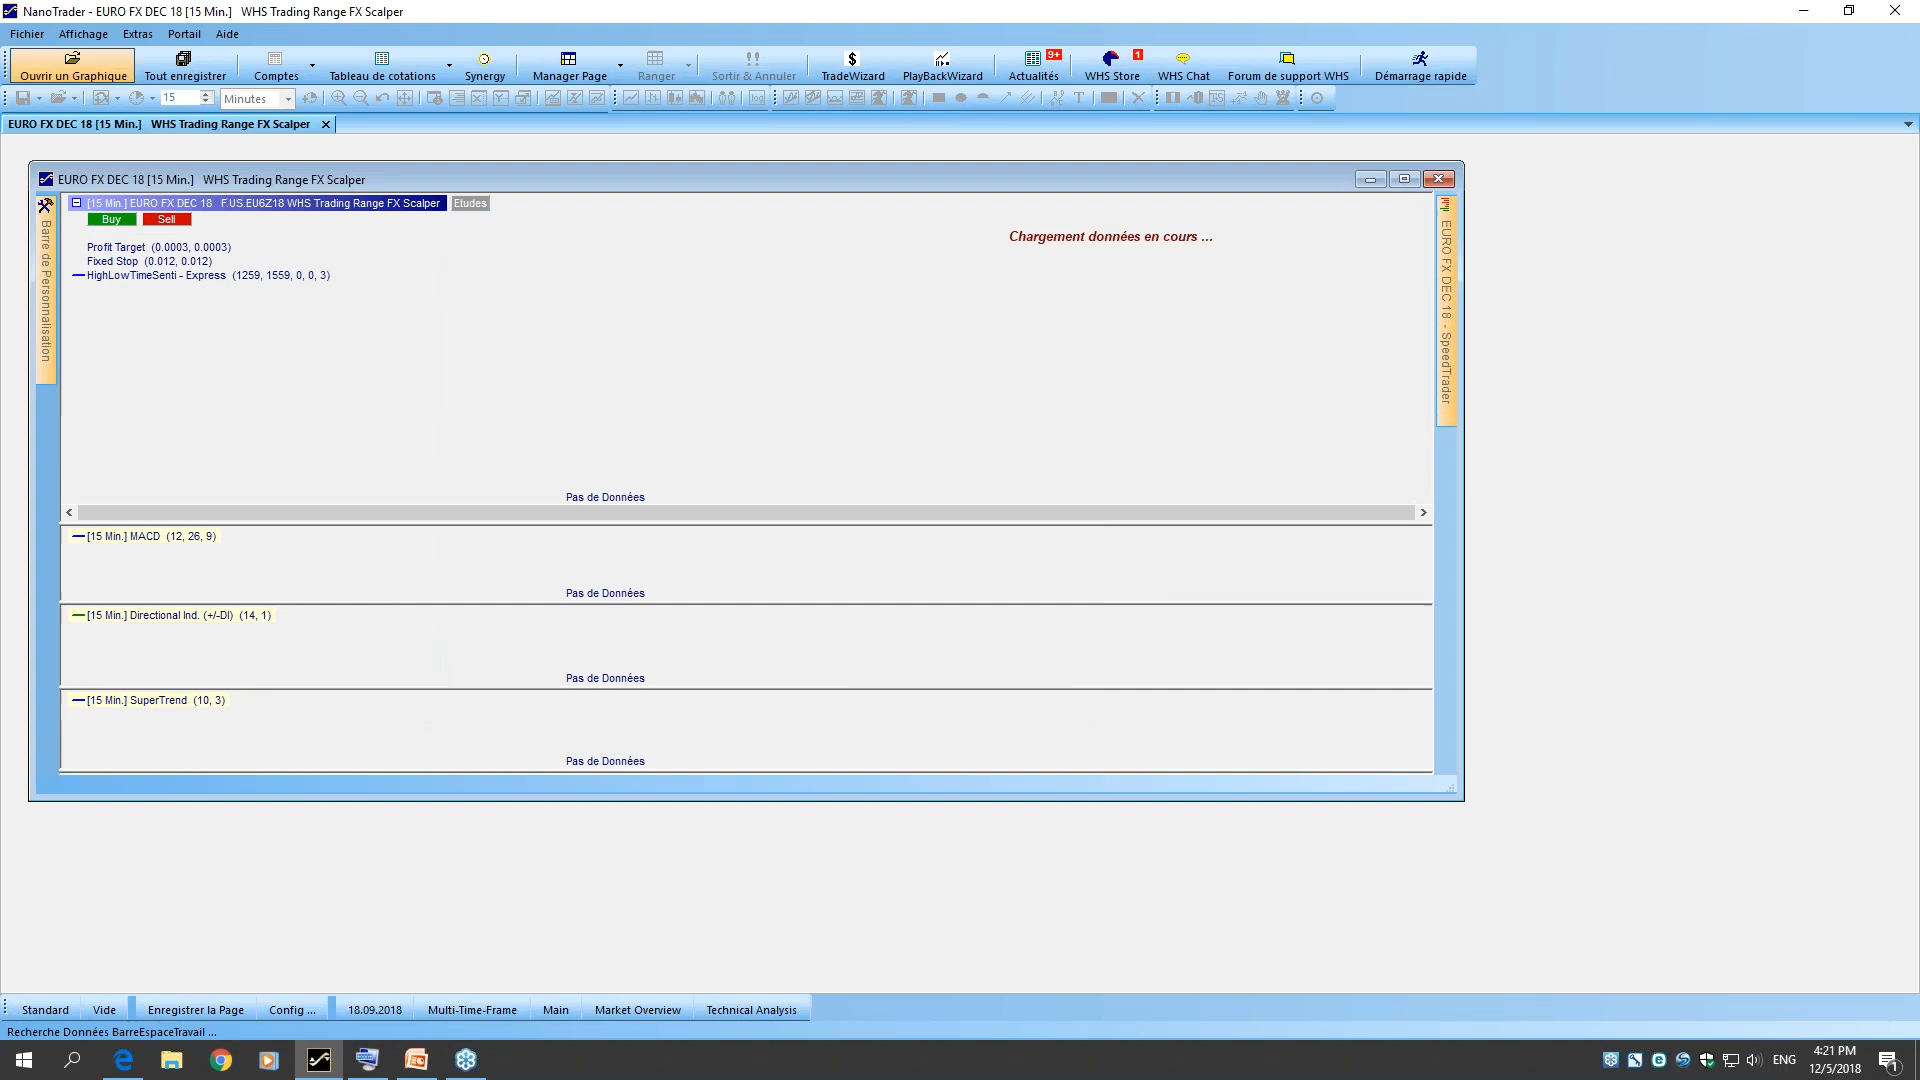 NanoTrader - EURO FX DEC 18 [15 Min.]   WHS Trading Range FX Scalper
Fichier Affichage Extras Portail Aide
Ouvrir un Graphique Tout enregistrer Comptes Tableau de cotations Synergy Manager Page Ranger Sortir & Annuler TradeWizard PlayBackWizard Actualités 9+ WHS Store 1 WHS Chat Forum de support WHS Démarrage rapide
15 Minutes
EURO FX DEC 18 [15 Min.]   WHS Trading Range FX Scalper
EURO FX DEC 18 [15 Min.]   WHS Trading Range FX Scalper
Barre de Personnalisation
[15 Min.] EURO FX DEC 18   F.US.EU6Z18 WHS Trading Range FX Scalper Etudes
Buy Sell
Chargement données en cours ...
Profit Target (0.0003, 0.0003)
Fixed Stop (0.012, 0.012)
HighLowTimeSenti - Express (1259, 1559, 0, 0, 3)
EURO FX DEC 18 - SpeedTrader
Pas de Données
[15 Min.] MACD (12, 26, 9)
Pas de Données
[15 Min.] Directional Ind. (+/-DI) (14, 1)
Pas de Données
[15 Min.] SuperTrend (10, 3)
Pas de Données
Standard Vide Enregistrer la Page Config ... 18.09.2018 Multi-Time-Frame Main Market Overview Technical Analysis
Recherche Données BarreEspaceTravail ...
ENG
4:21 PM
12/5/2018
1